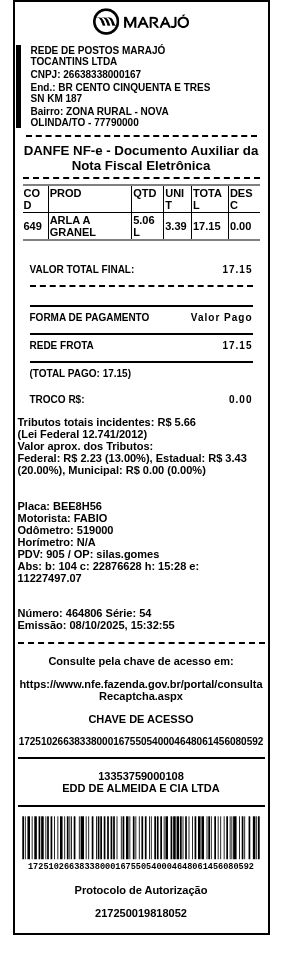 MARAJÓ
REDE DE POSTOS MARAJÓ
TOCANTINS LTDA
CNPJ: 26638338000167
End.: BR CENTO CINQUENTA E TRES
SN KM 187
Bairro: ZONA RURAL - NOVA
OLINDA/TO - 77790000
DANFE NF-e - Documento Auxiliar da
Nota Fiscal Eletrônica
CO PROD QTD UNI TOTA DES
D T L C
649 ARLA A 5.06 3.39 17.15 0.00
GRANEL L
VALOR TOTAL FINAL: 17.15
FORMA DE PAGAMENTO Valor Pago
REDE FROTA 17.15
(TOTAL PAGO: 17.15)
TROCO R$: 0.00
Tributos totais incidentes: R$ 5.66
(Lei Federal 12.741/2012)
Valor aprox. dos Tributos:
Federal: R$ 2.23 (13.00%), Estadual: R$ 3.43
(20.00%), Municipal: R$ 0.00 (0.00%)
Placa: BEE8H56
Motorista: FABIO
Odômetro: 519000
Horímetro: N/A
PDV: 905 / OP: silas.gomes
Abs: b: 104 c: 22876628 h: 15:28 e:
11227497.07
Número: 464806 Série: 54
Emissão: 08/10/2025, 15:32:55
Consulte pela chave de acesso em:
https://www.nfe.fazenda.gov.br/portal/consulta
Recaptcha.aspx
CHAVE DE ACESSO
17251026638338000167550540004648061456080592
13353759000108
EDD DE ALMEIDA E CIA LTDA
17251026638338000167550540004648061456080592
Protocolo de Autorização
217250019818052